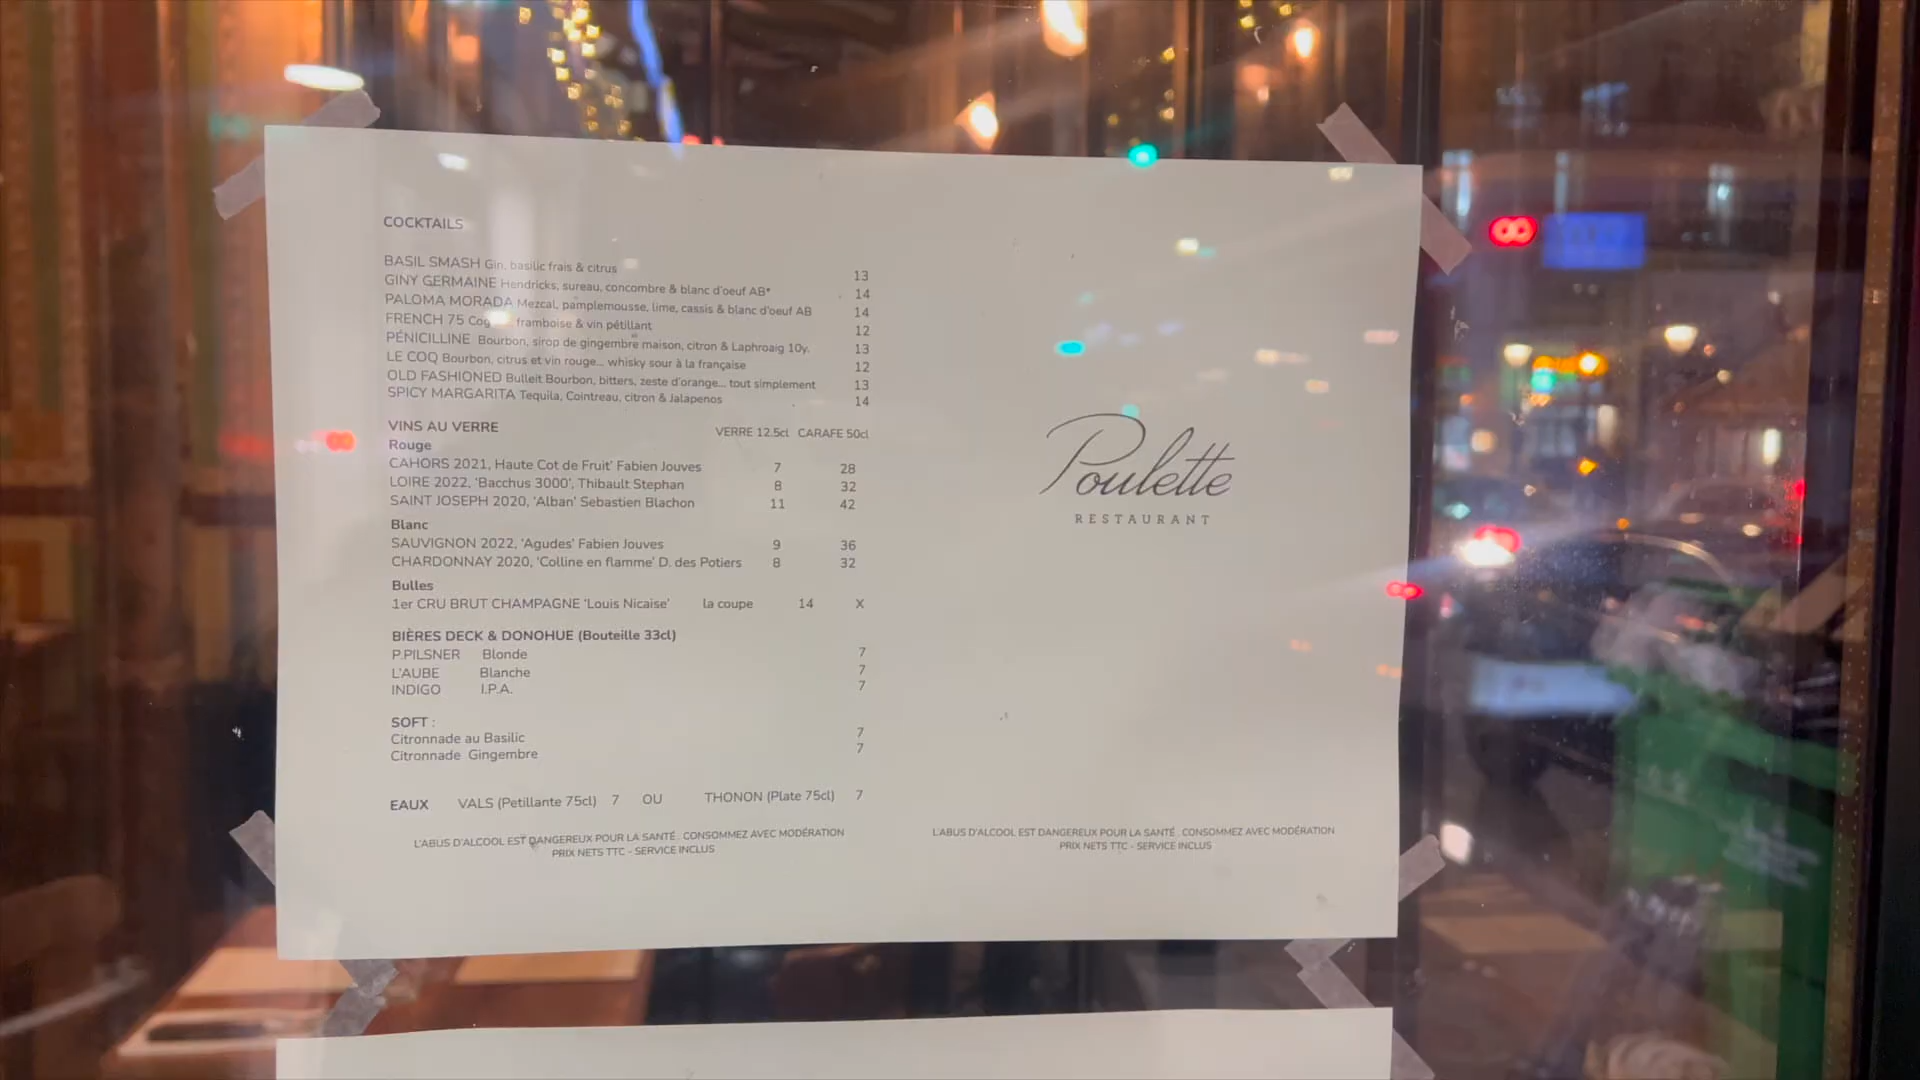 COCKTAILS
BASIL SMASH Gin, basilic frais & citrus 13
GINY GERMAINE Hendricks, sureau, concombre & blanc d'oeuf AB* 14
PALOMA MORADA Mezcal, pamplemousse, lime, cassis & blanc d'oeuf AB 14
FRENCH 75 framboise & vin pétillant 12
PÉNICILLINE Bourbon, sirop de gingembre maison, citron & Laphroaig 10y. 13
LE COQ Bourbon, citrus et vin rouge... whisky sour à la française 12
OLD FASHIONED Bulleit Bourbon, bitters, zeste d'orange... tout simplement 13
SPICY MARGARITA Tequila, Cointreau, citron & Jalapenos 14
VINS AU VERRE VERRE 12.5cl CARAFE 50cl
Rouge
CAHORS 2021, Haute Cot de Fruit' Fabien Jouves 7 28
LOIRE 2022, 'Bacchus 3000', Thibault Stephan 8 32
SAINT JOSEPH 2020, 'Alban' Sebastien Blachon 11 42
Blanc
SAUVIGNON 2022, 'Agudes' Fabien Jouves 9 36
CHARDONNAY 2020, 'Colline en flamme' D. des Potiers 8 32
Bulles
1er CRU BRUT CHAMPAGNE 'Louis Nicaise' la coupe 14 X
BIÈRES DECK & DONOHUE (Bouteille 33cl)
P.PILSNER Blonde 7
L'AUBE Blanche 7
INDIGO I.P.A. 7
SOFT :
Citronnade au Basilic 7
Citronnade Gingembre 7
EAUX VALS (Petillante 75cl) 7 OU THONON (Plate 75cl) 7
L'ABUS D'ALCOOL EST DANGEREUX POUR LA SANTÉ . CONSOMMEZ AVEC MODÉRATION
PRIX NETS TTC - SERVICE INCLUS
Poulette
RESTAURANT
L'ABUS D'ALCOOL EST DANGEREUX POUR LA SANTÉ . CONSOMMEZ AVEC MODÉRATION
PRIX NETS TTC - SERVICE INCLUS